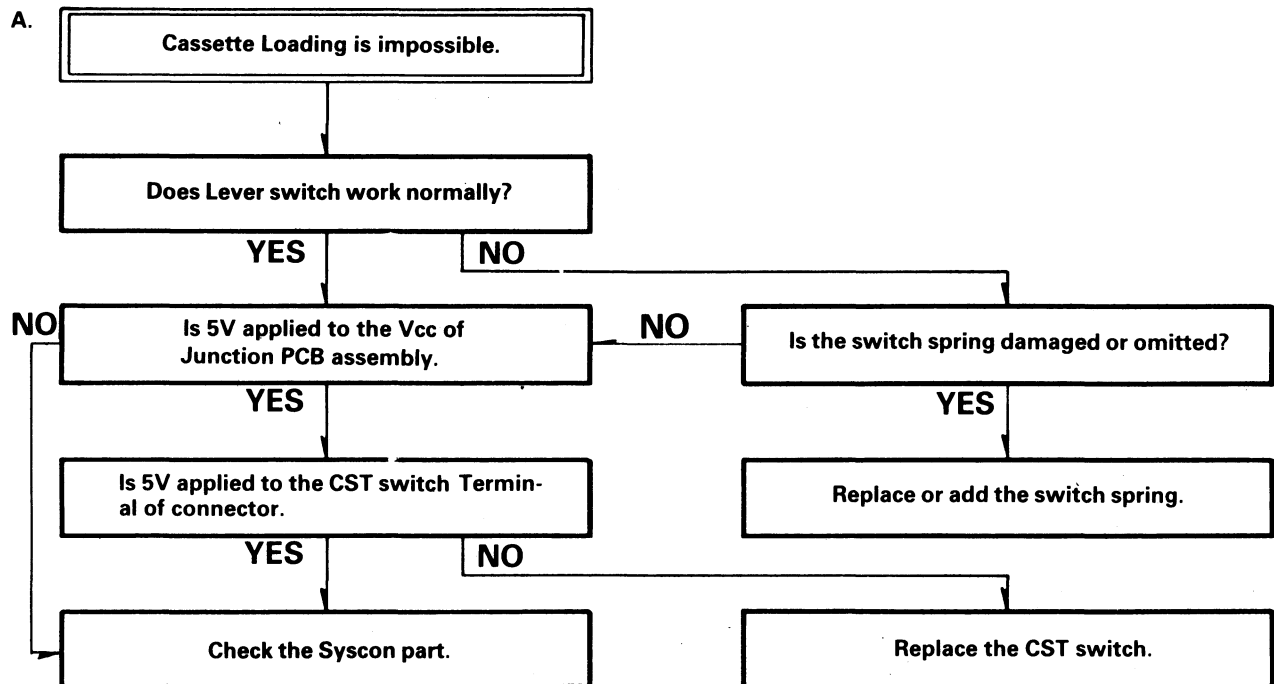 A.
Cassette Loading is impossible.
Does Lever switch work normally?
YES
NO
NO
Is 5V applied to the Vcc of
Junction PCB assembly.
NO
Is the switch spring damaged or omitted?
YES
YES
Is 5V applied to the CST switch Termin-
al of connector.
Replace or add the switch spring.
YES
NO
Check the Syscon part.
Replace the CST switch.